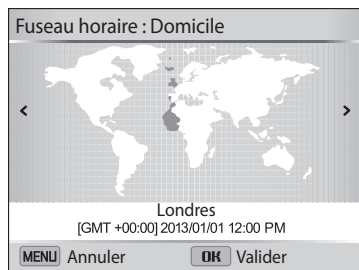 Fuseau horaire : Domicile
Londres
[GMT +00:00] 2013/01/01 12:00 PM
MENU Annuler OK Valider